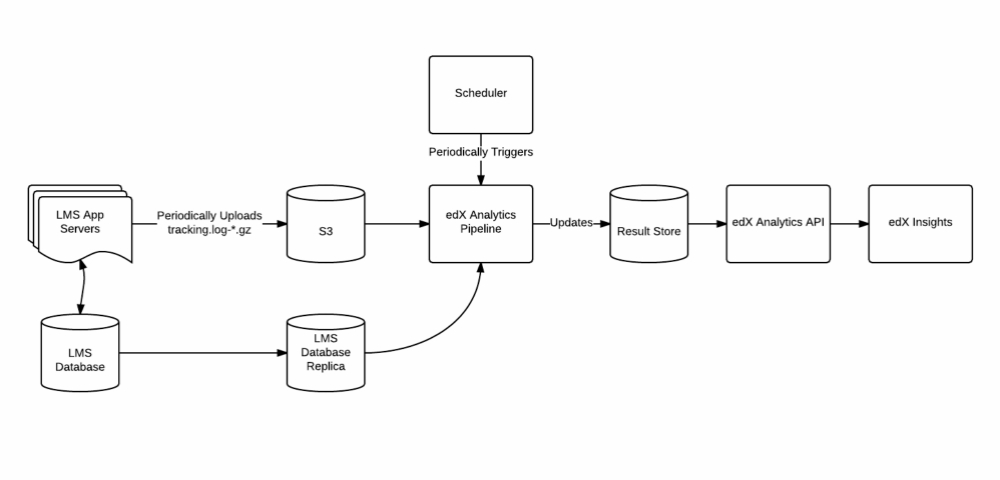 Scheduler
Periodically Triggers
LMS App
Servers
Periodically Uploads
tracking.log-*.gz
S3
edX Analytics
Pipeline
Updates
Result Store
edX Analytics API
edX Insights
LMS
Database
LMS
Database
Replica